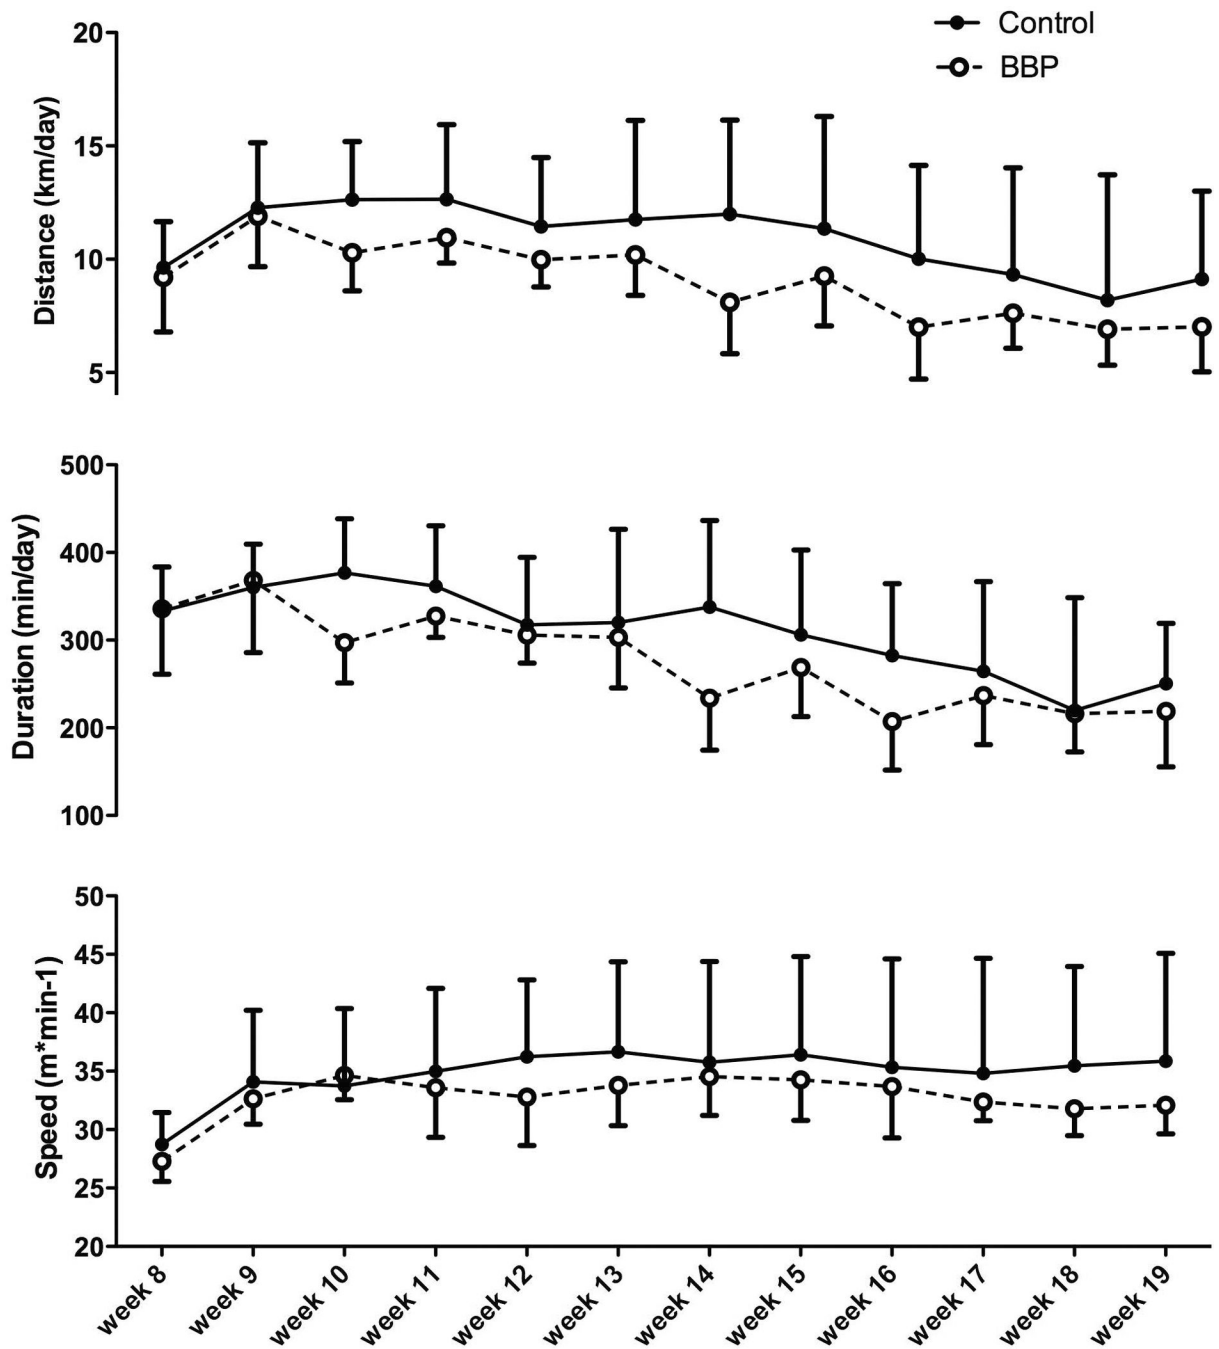 Control
BBP
Distance (km/day)
20
15
10
5
Duration (min/day)
500
400
300
200
100
Speed (m*min-1)
50
45
40
35
30
25
20
week 8
week 9
week 10
week 11
week 12
week 13
week 14
week 15
week 16
week 17
week 18
week 19